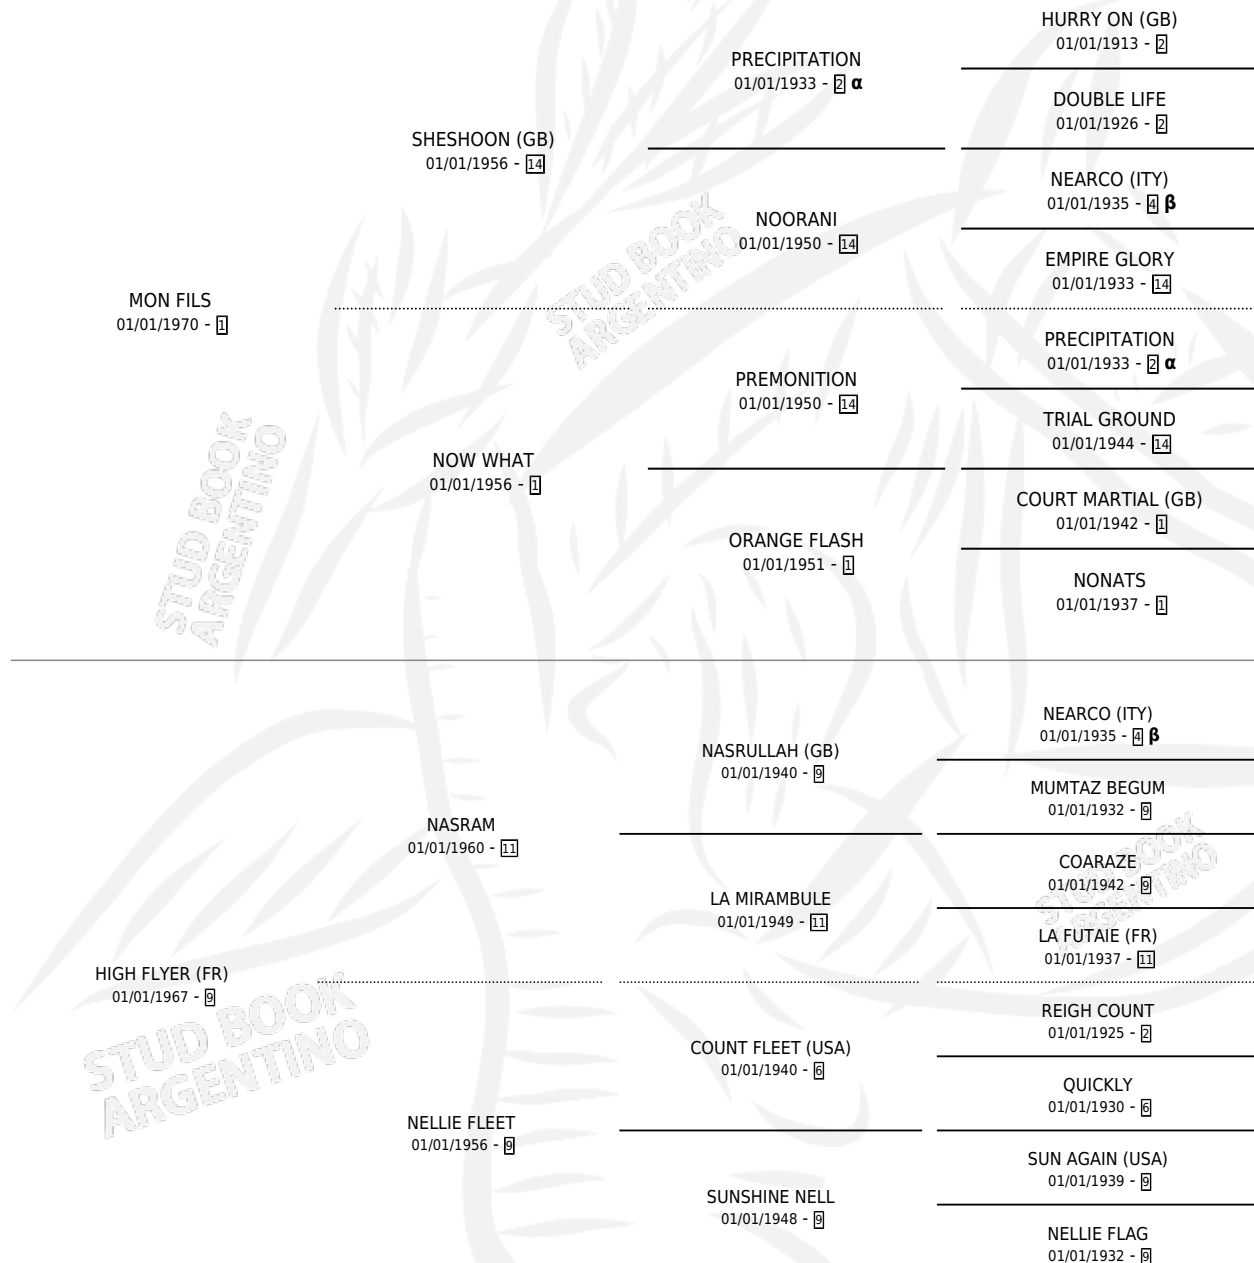 HURRY ON (GB)
01/01/1913 - 2
PRECIPITATION
01/01/1933 - 2 α
DOUBLE LIFE
01/01/1926 - 2
SHESHOON (GB)
01/01/1956 - 14
NEARCO (ITY)
01/01/1935 - 4 β
NOORANI
01/01/1950 - 14
EMPIRE GLORY
01/01/1933 - 14
MON FILS
01/01/1970 - 1
PRECIPITATION
01/01/1933 - 2 α
PREMONITION
01/01/1950 - 14
TRIAL GROUND
01/01/1944 - 14
NOW WHAT
01/01/1956 - 1
COURT MARTIAL (GB)
01/01/1942 - 1
ORANGE FLASH
01/01/1951 - 1
NONATS
01/01/1937 - 1
STUD BOOK
ARGENTINO
STUD BOOK
ARGENTINO
NEARCO (ITY)
01/01/1935 - 4 β
NASRULLAH (GB)
01/01/1940 - 9
MUMTAZ BEGUM
01/01/1932 - 9
NASRAM
01/01/1960 - 11
COARAZE
01/01/1942 - 9
LA MIRAMBULE
01/01/1949 - 11
LA FUTAIE (FR)
01/01/1937 - 11
HIGH FLYER (FR)
01/01/1967 - 9
REIGH COUNT
01/01/1925 - 2
COUNT FLEET (USA)
01/01/1940 - 6
QUICKLY
01/01/1930 - 6
NELLIE FLEET
01/01/1956 - 9
SUN AGAIN (USA)
01/01/1939 - 9
SUNSHINE NELL
01/01/1948 - 9
NELLIE FLAG
01/01/1932 - 9
STUD BOOK
ARGENTINO
STUD BOOK
ARGENTINO